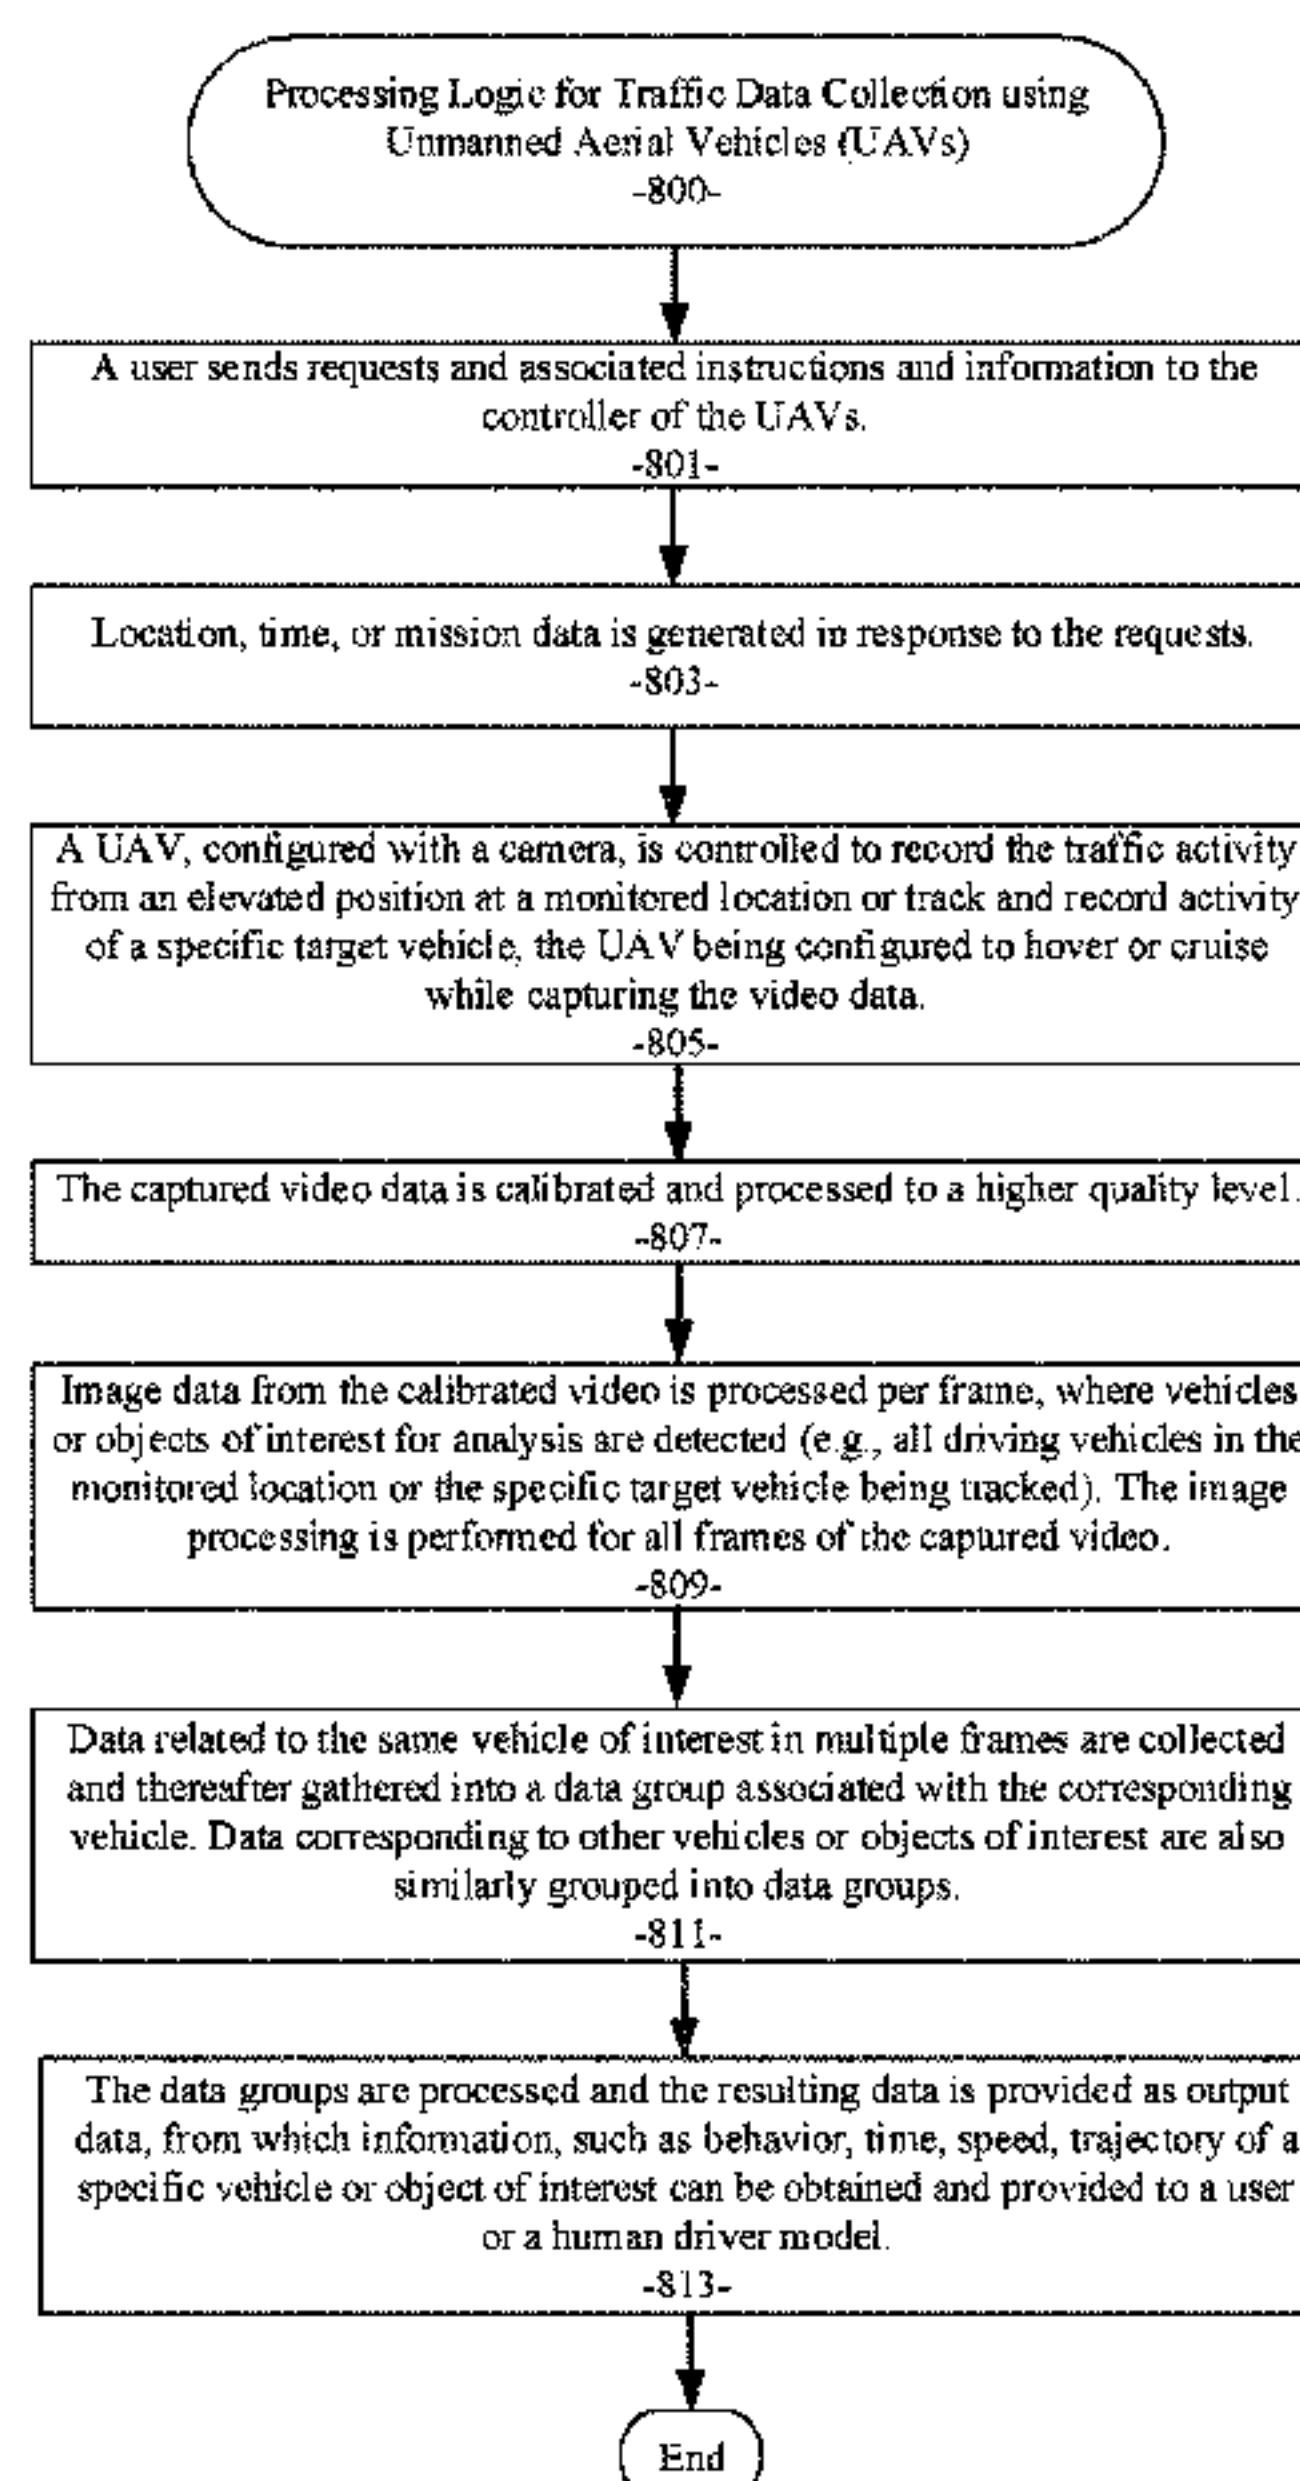 Processing Logic for Traffic Data Collection using
Unmanned Aerial Vehicles (UAVs)
-800-
A user sends requests and associated instructions and information to the
controller of the UAVs.
-801-
Location, time, or mission data is generated in response to the requests.
-803-
A UAV, configured with a camera, is controlled to record the traffic activity
from an elevated position at a monitored location or track and record activity
of a specific target vehicle, the UAV being configured to hover or cruise
while capturing the video data.
-805-
The captured video data is calibrated and processed to a higher quality level.
-807-
Image data from the calibrated video is processed per frame, where vehicles
or objects of interest for analysis are detected (e.g., all driving vehicles in the
monitored location or the specific target vehicle being tracked). The image
processing is performed for all frames of the captured video.
-809-
Data related to the same vehicle of interest in multiple frames are collected
and thereafter gathered into a data group associated with the corresponding
vehicle. Data corresponding to other vehicles or objects of interest are also
similarly grouped into data groups.
-811-
The data groups are processed and the resulting data is provided as output
data, from which information, such as behavior, time, speed, trajectory of a
specific vehicle or object of interest can be obtained and provided to a user
or a human driver model.
-813-
End